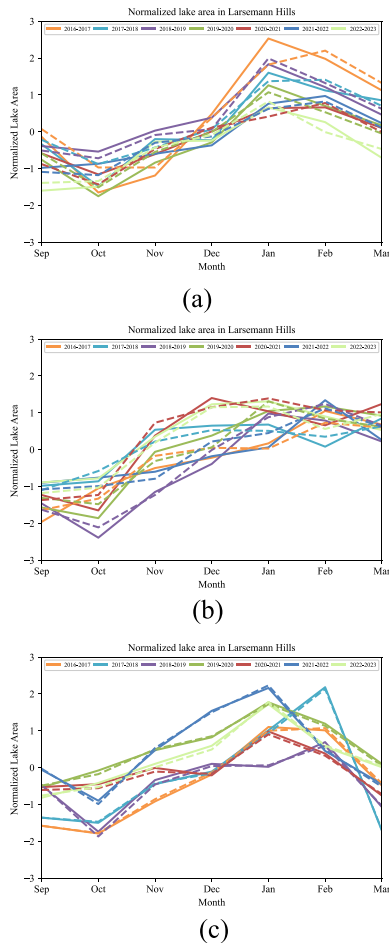 Normalized lake area in Larsemann Hills
2016-2017 2017-2018 2018-2019 2019-2020 2020-2021 2021-2022 2022-2023
Normalized Lake Area
3
2
1
0
−1
−2
−3
Sep Oct Nov Dec Jan Feb Mar
Month
(a)
Normalized lake area in Larsemann Hills
2016-2017 2017-2018 2018-2019 2019-2020 2020-2021 2021-2022 2022-2023
Normalized Lake Area
3
2
1
0
−1
−2
−3
Sep Oct Nov Dec Jan Feb Mar
Month
(b)
Normalized lake area in Larsemann Hills
2016-2017 2017-2018 2018-2019 2019-2020 2020-2021 2021-2022 2022-2023
Normalized Lake Area
3
2
1
0
−1
−2
−3
Sep Oct Nov Dec Jan Feb Mar
Month
(c)